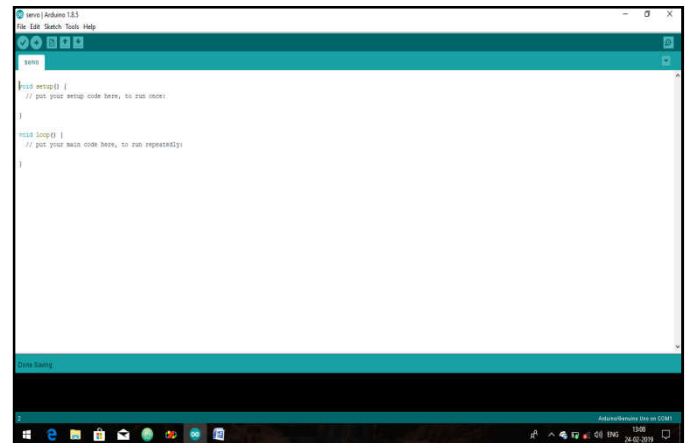 servo | Arduino 1.8.5
File Edit Sketch Tools Help
servo
void setup() {
// put your setup code here, to run once:
}
void loop() {
// put your main code here, to run repeatedly:
}
Done Saving
2
Arduino/Genuino Uno on COM1
ENG
13:08
24-02-2019